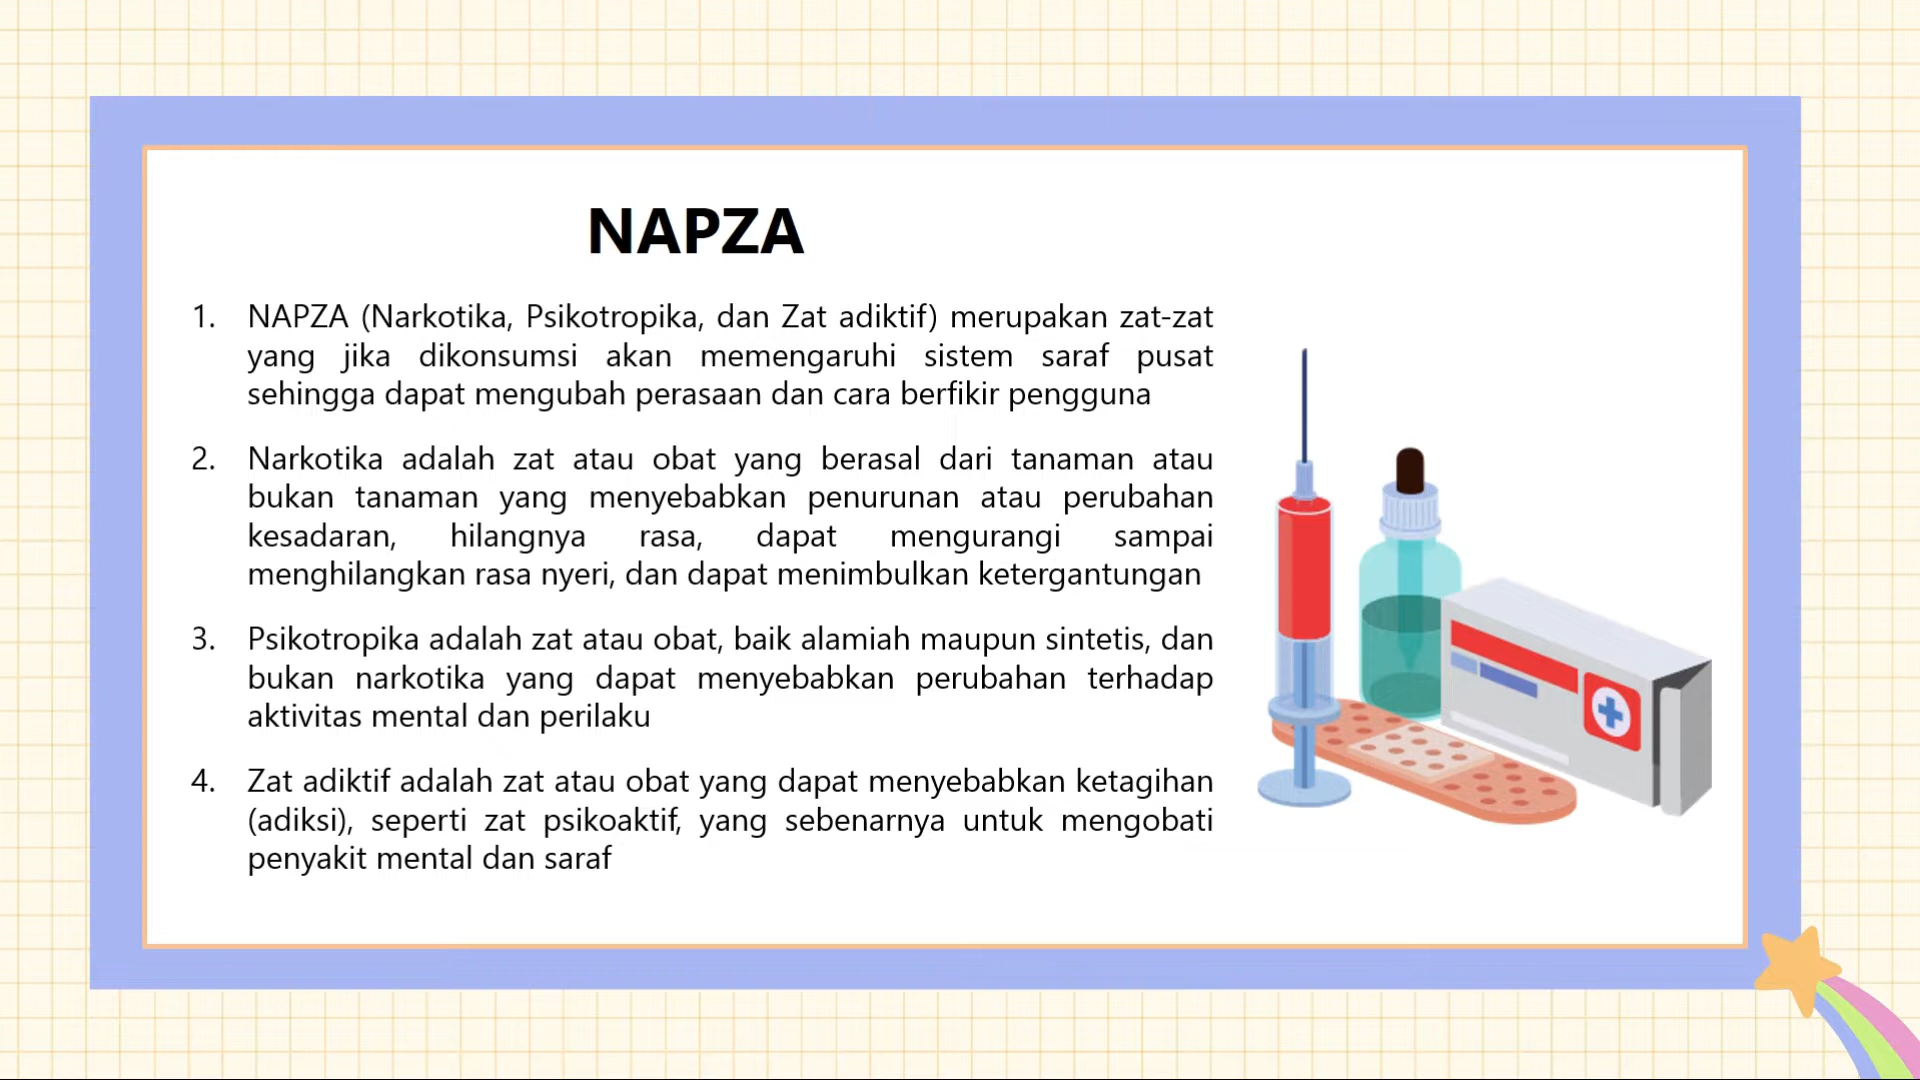 NAPZA
1. NAPZA (Narkotika, Psikotropika, dan Zat adiktif) merupakan zat-zat
yang jika dikonsumsi akan memengaruhi sistem saraf pusat
sehingga dapat mengubah perasaan dan cara berfikir pengguna
2. Narkotika adalah zat atau obat yang berasal dari tanaman atau
bukan tanaman yang menyebabkan penurunan atau perubahan
kesadaran, hilangnya rasa, dapat mengurangi sampai
menghilangkan rasa nyeri, dan dapat menimbulkan ketergantungan
3. Psikotropika adalah zat atau obat, baik alamiah maupun sintetis, dan
bukan narkotika yang dapat menyebabkan perubahan terhadap
aktivitas mental dan perilaku
4. Zat adiktif adalah zat atau obat yang dapat menyebabkan ketagihan
(adiksi), seperti zat psikoaktif, yang sebenarnya untuk mengobati
penyakit mental dan saraf